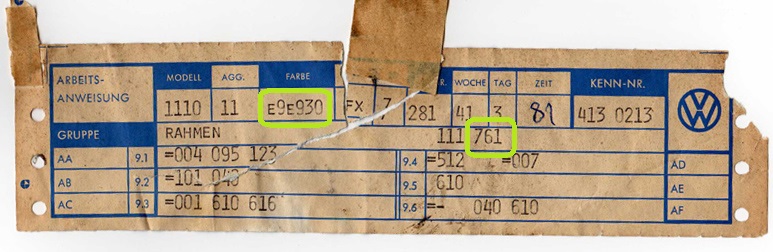 ARBEITS- MODELL AGG. FARBE R. WOCHE TAG ZEIT KENN-NR.
ANWEISUNG 1110 11 E9E930 FX 7 281 41 3 81 413 0213
GRUPPE RAHMEN 111 761
AA 9.1 =004 095 123 9.4 =512 =007 AD
AB 9.2 =101 9.5 610 AE
AC 9.3 =001 610 616 9.6 =- 040 610 AF